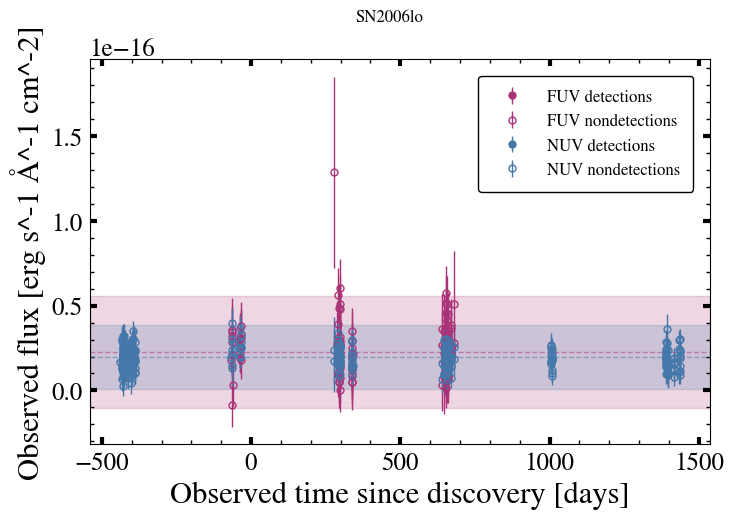 SN2006lo
1e−16
Observed flux [erg s^-1 Å^-1 cm^-2]
1.5
1.0
0.5
0.0
FUV detections
FUV nondetections
NUV detections
NUV nondetections
−500 0 500 1000 1500
Observed time since discovery [days]